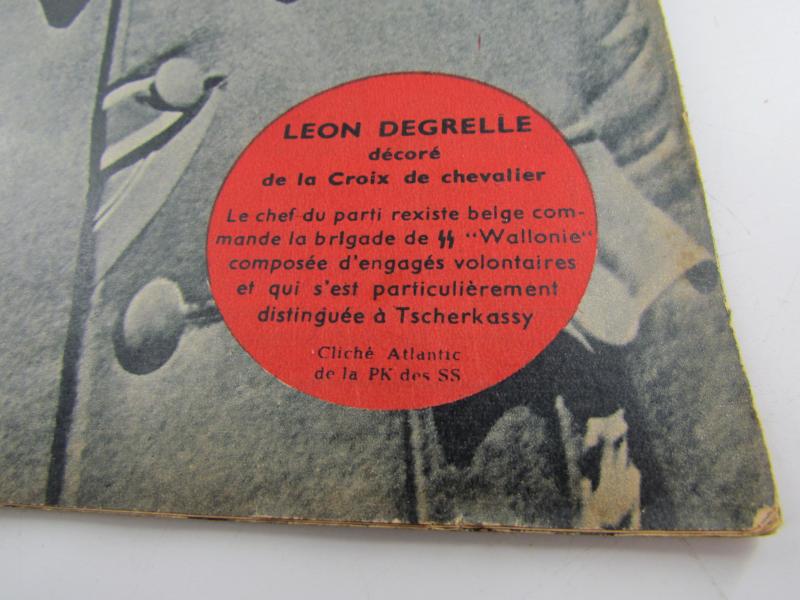 LEON DEGRELLE
décoré
de la Croix de chevalier
Le chef du parti rexiste belge com-
mande la brigade de SS "Wallonie"
composée d'engagés volontaires
et qui s'est particulièrement
distinguée à Tscherkassy
Cliché Atlantic
de la PK des SS